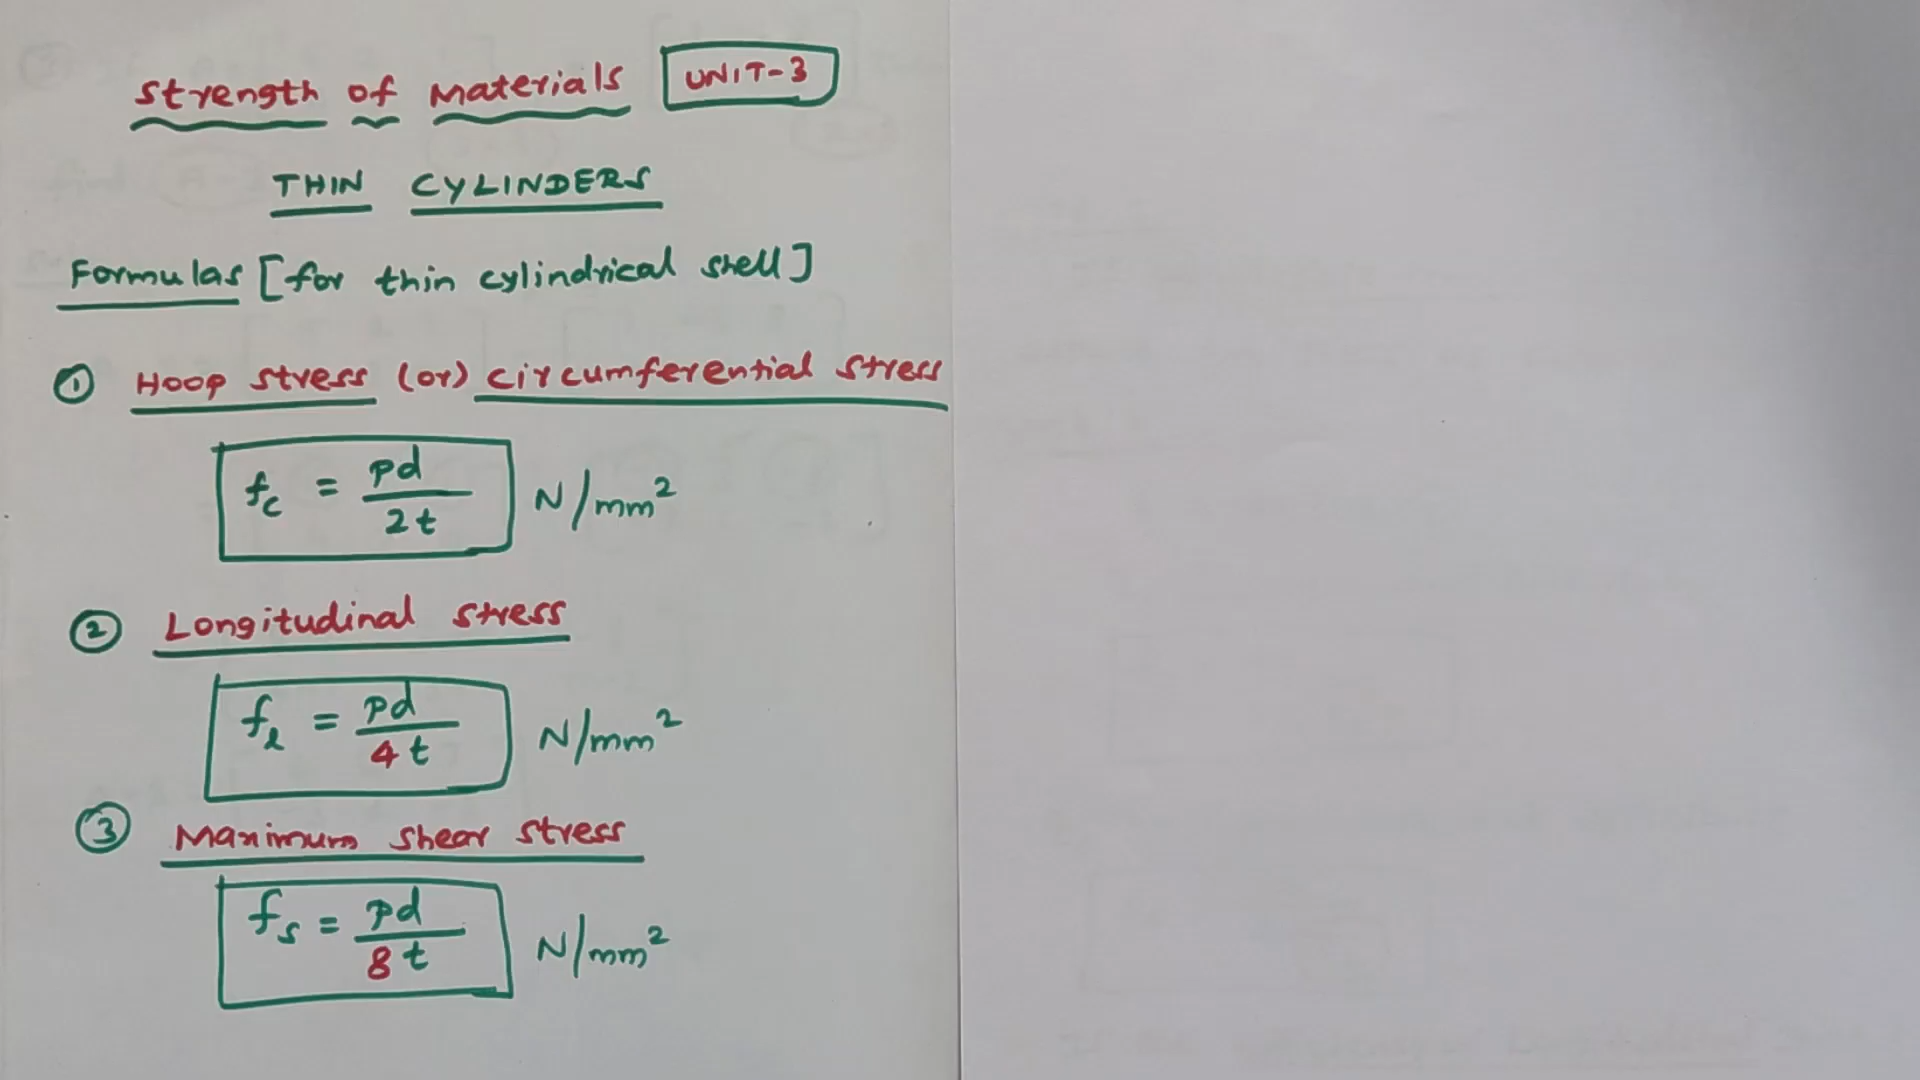 Strength of Materials UNIT-3
THIN CYLINDERS
Formulas [for thin cylindrical shell]
① Hoop stress (or) circumferential stress
fc = pd / 2t N/mm²
② Longitudinal stress
fl = pd / 4t N/mm²
③ Maximum shear stress
fs = pd / 8t N/mm²